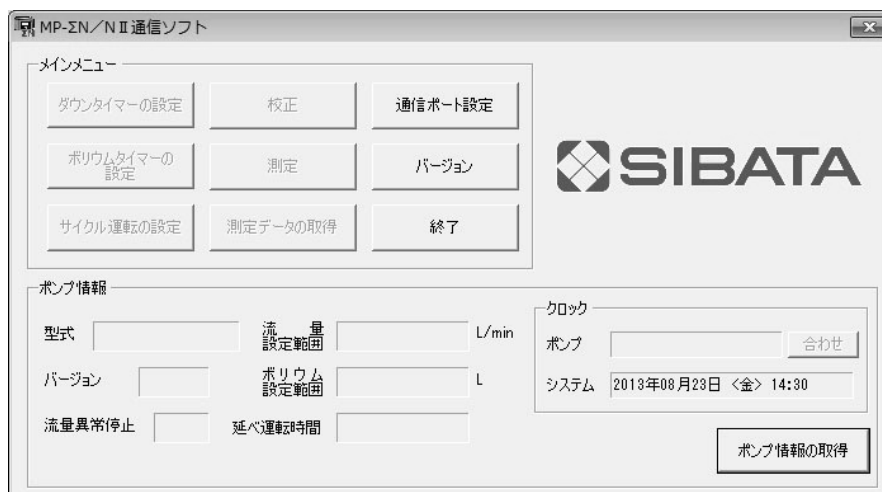 MP-ΣN／NⅡ通信ソフト
メインメニュー
ダウンタイマーの設定
校正
通信ポート設定
ボリウムタイマーの
設定
測定
バージョン
サイクル運転の設定
測定データの取得
終了
SIBATA
ポンプ情報
型式
流　量
設定範囲
L/min
バージョン
ボリウム
設定範囲
L
流量異常停止
延べ運転時間
クロック
ポンプ
合わせ
システム
2013年08月23日 〈金〉 14:30
ポンプ情報の取得